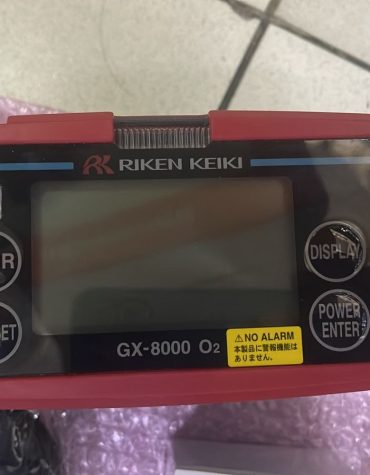 RIKEN KEIKI
R
DISPLAY
SET
POWER
ENTER
GX-8000 O2
⚠NO ALARM
本製品に警報機能は
ありません。